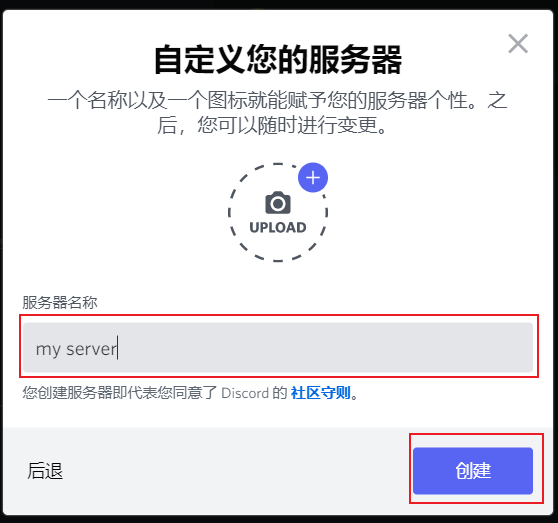 自定义您的服务器
一个名称以及一个图标就能赋予您的服务器个性。之
后，您可以随时进行变更。
UPLOAD
服务器名称
my server
您创建服务器即代表您同意了 Discord 的 社区守则。
后退
创建